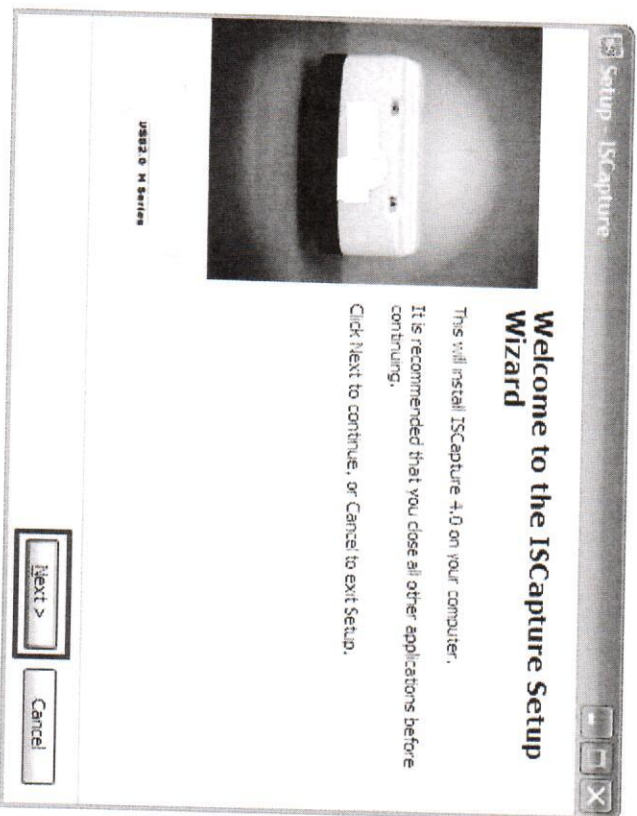 Setup - ISCapture
Welcome to the ISCapture Setup
Wizard
This will install ISCapture 4.0 on your computer.
It is recommended that you close all other applications before
continuing.
Click Next to continue, or Cancel to exit Setup.
USB2.0 M Series
Next >
Cancel